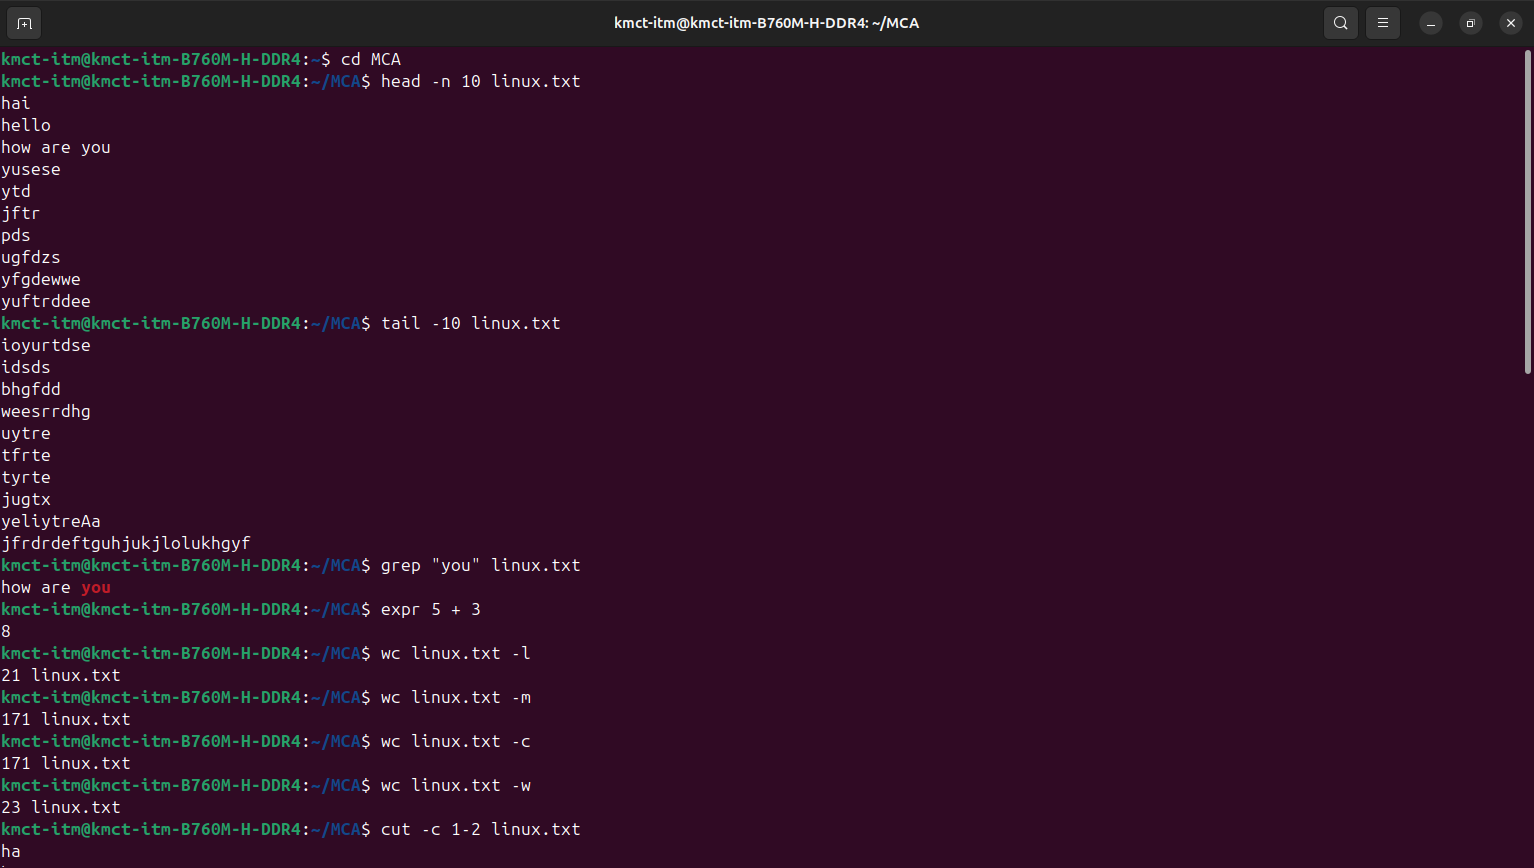 kmct-itm@kmct-itm-B760M-H-DDR4: ~/MCA
kmct-itm@kmct-itm-B760M-H-DDR4:~$ cd MCA
kmct-itm@kmct-itm-B760M-H-DDR4:~/MCA$ head -n 10 linux.txt
hai
hello
how are you
yusese
ytd
jftr
pds
ugfdzs
yfgdewwe
yuftrddee
kmct-itm@kmct-itm-B760M-H-DDR4:~/MCA$ tail -10 linux.txt
ioyurtdse
idsds
bhgfdd
weesrrdhg
uytre
tfrte
tyrte
jugtx
yeliytreAa
jfrdrdeftguhjukjlolukhgyf
kmct-itm@kmct-itm-B760M-H-DDR4:~/MCA$ grep "you" linux.txt
how are you
kmct-itm@kmct-itm-B760M-H-DDR4:~/MCA$ expr 5 + 3
8
kmct-itm@kmct-itm-B760M-H-DDR4:~/MCA$ wc linux.txt -l
21 linux.txt
kmct-itm@kmct-itm-B760M-H-DDR4:~/MCA$ wc linux.txt -m
171 linux.txt
kmct-itm@kmct-itm-B760M-H-DDR4:~/MCA$ wc linux.txt -c
171 linux.txt
kmct-itm@kmct-itm-B760M-H-DDR4:~/MCA$ wc linux.txt -w
23 linux.txt
kmct-itm@kmct-itm-B760M-H-DDR4:~/MCA$ cut -c 1-2 linux.txt
ha